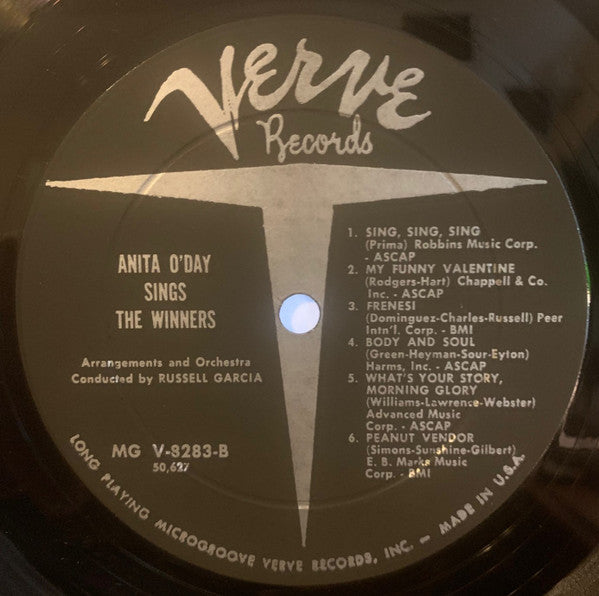 Verve
Records
ANITA O'DAY
SINGS
THE WINNERS
Arrangements and Orchestra
Conducted by RUSSELL GARCIA
MG V-8283-B
50,627
1. SING, SING, SING
(Prima) Robbins Music Corp.
- ASCAP
2. MY FUNNY VALENTINE
(Rodgers-Hart) Chappell & Co.
Inc. - ASCAP
3. FRENESI
(Dominguez-Charles-Russell) Peer
Intn'l. Corp. - BMI
4. BODY AND SOUL
(Green-Heyman-Sour-Eyton)
Harms, Inc. - ASCAP
5. WHAT'S YOUR STORY,
MORNING GLORY
(Williams-Lawrence-Webster)
Advanced Music
Corp. - ASCAP
6. PEANUT VENDOR
(Simons-Sunshine-Gilbert)
E. B. Marks Music
Corp. - BMI
LONG PLAYING MICROGROOVE VERVE RECORDS, INC. – MADE IN U.S.A.